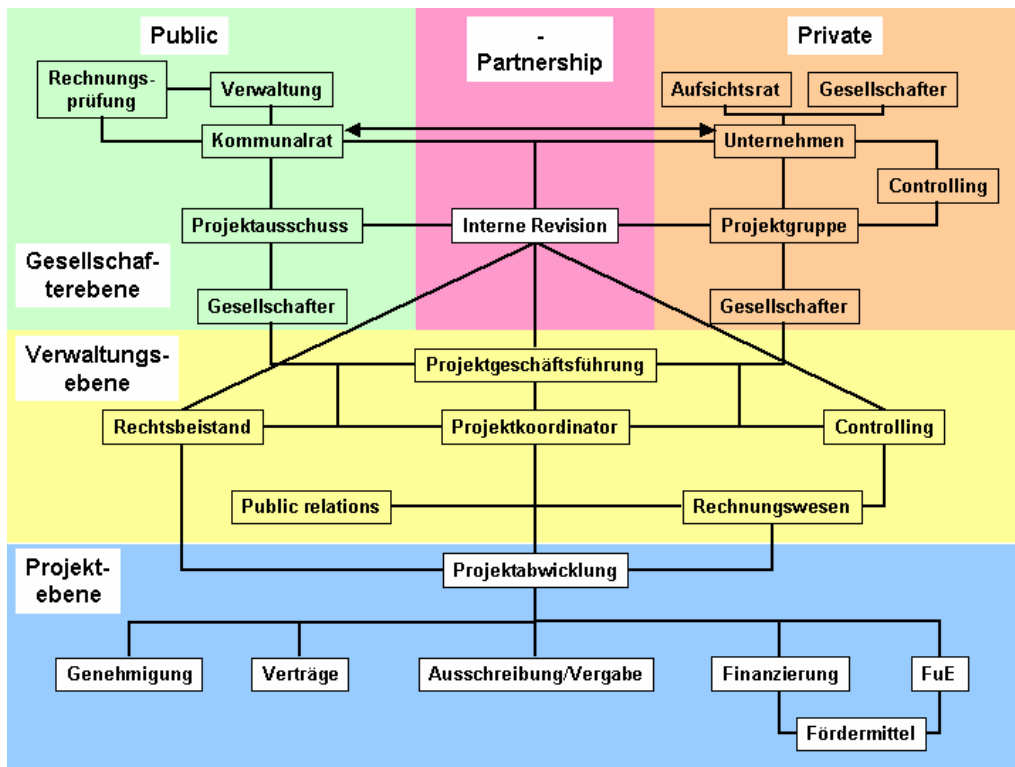 Public
-
Partnership
Private
Rechnungs-
prüfung
Verwaltung
Aufsichtsrat
Gesellschafter
Kommunalrat
Unternehmen
Controlling
Projektausschuss
Interne Revision
Projektgruppe
Gesellschaf-
terebene
Gesellschafter
Gesellschafter
Verwaltungs-
ebene
Projektgeschäftsführung
Rechtsbeistand
Projektkoordinator
Controlling
Public relations
Rechnungswesen
Projekt-
ebene
Projektabwicklung
Genehmigung
Verträge
Ausschreibung/Vergabe
Finanzierung
FuE
Fördermittel